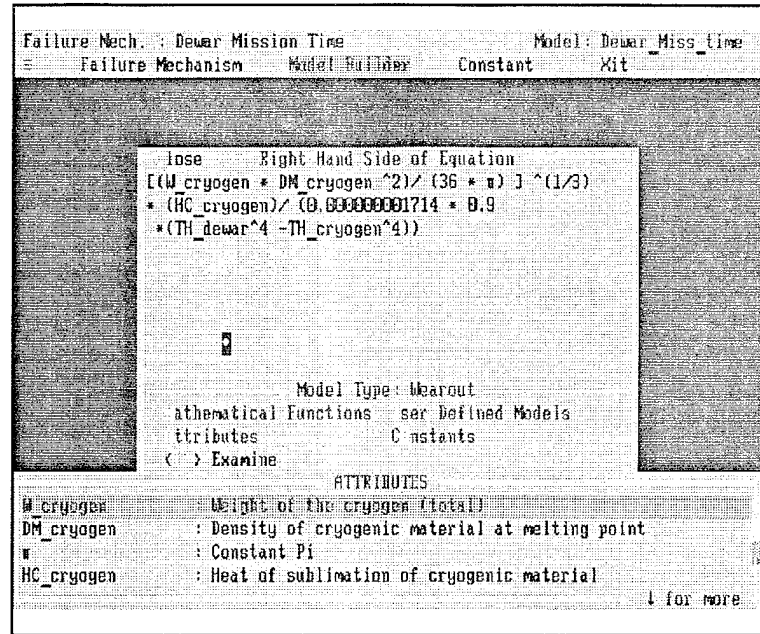 Failure Mech. : Dewar Mission Time Model: Dewar_Miss_time
≡ Failure Mechanism Model Builder Constant Xit
lose Right Hand Side of Equation
[(W_cryogen * DM_cryogen ^2)/ (36 * π) ] ^(1/3)
* (HC_cryogen)/ (0.000000001714 * 0.9
*(TH_dewar^4 -TH_cryogen^4))
Model Type: Wearout
athematical Functions ser Defined Models
ttributes C nstants
< > Examine
ATTRIBUTES
W_cryogen : Weight of the cryogen (total)
DM_cryogen : Density of cryogenic material at melting point
π : Constant Pi
HC_cryogen : Heat of sublimation of cryogenic material
↓ for more